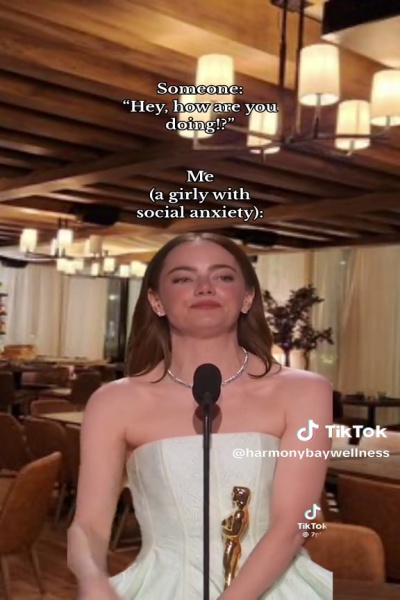 Someone:
“Hey, how are you
doing!?”
Me
(a girly with
social anxiety):
TikTok
@harmonybaywellness
TikTok